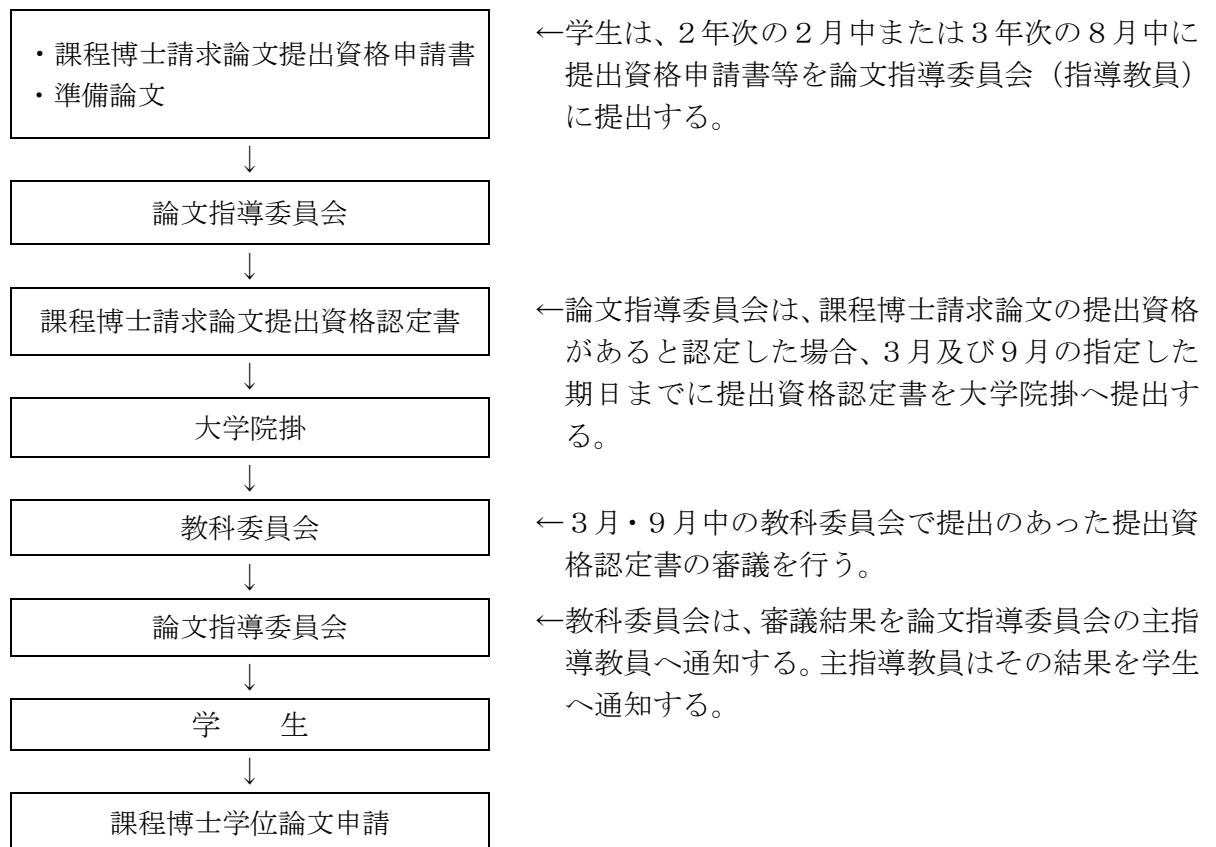 ・課程博士請求論文提出資格申請書
・準備論文
←学生は、２年次の２月中または３年次の８月中に
提出資格申請書等を論文指導委員会（指導教員）
に提出する。
↓
論文指導委員会
↓
課程博士請求論文提出資格認定書
←論文指導委員会は、課程博士請求論文の提出資格
があると認定した場合、３月及び９月の指定した
期日までに提出資格認定書を大学院掛へ提出す
る。
↓
大学院掛
↓
教科委員会
←３月・９月中の教科委員会で提出のあった提出資
格認定書の審議を行う。
↓
論文指導委員会
←教科委員会は、審議結果を論文指導委員会の主指
導教員へ通知する。主指導教員はその結果を学生
へ通知する。
↓
学　　生
↓
課程博士学位論文申請